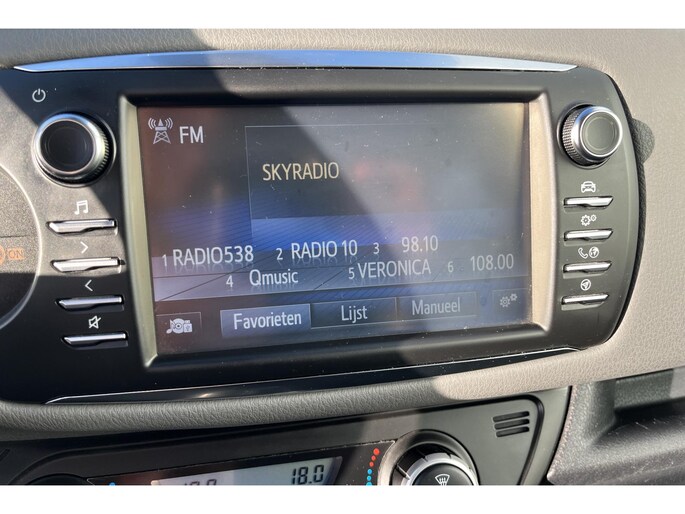 FM
SKYRADIO
1 RADIO538 2 RADIO 10 3 98.10
4 Qmusic 5 VERONICA 6 108.00
Favorieten Lijst Manueel
ON
18.0